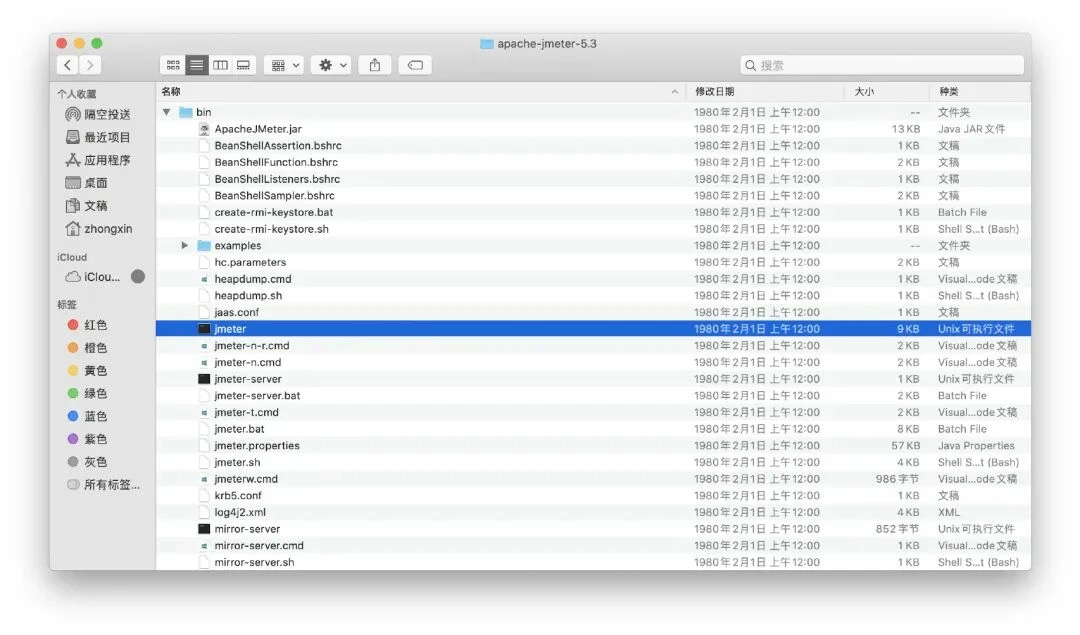 apache-jmeter-5.3
搜索
个人收藏
隔空投送
最近项目
应用程序
桌面
文稿
zhongxin
iCloud
iClou...
标签
红色
橙色
黄色
绿色
蓝色
紫色
灰色
所有标签...
名称 修改日期 大小 种类
bin 1980年2月1日 上午12:00 -- 文件夹
ApacheJMeter.jar 1980年2月1日 上午12:00 13 KB Java JAR 文件
BeanShellAssertion.bshrc 1980年2月1日 上午12:00 1 KB 文稿
BeanShellFunction.bshrc 1980年2月1日 上午12:00 2 KB 文稿
BeanShellListeners.bshrc 1980年2月1日 上午12:00 1 KB 文稿
BeanShellSampler.bshrc 1980年2月1日 上午12:00 2 KB 文稿
create-rmi-keystore.bat 1980年2月1日 上午12:00 1 KB Batch File
create-rmi-keystore.sh 1980年2月1日 上午12:00 1 KB Shell S...t (Bash)
examples 1980年2月1日 上午12:00 -- 文件夹
hc.parameters 1980年2月1日 上午12:00 2 KB 文稿
heapdump.cmd 1980年2月1日 上午12:00 1 KB Visual...ode 文稿
heapdump.sh 1980年2月1日 上午12:00 1 KB Shell S...t (Bash)
jaas.conf 1980年2月1日 上午12:00 1 KB 文稿
jmeter 1980年2月1日 上午12:00 9 KB Unix可执行文件
jmeter-n-r.cmd 1980年2月1日 上午12:00 2 KB Visual...ode 文稿
jmeter-n.cmd 1980年2月1日 上午12:00 2 KB Visual...ode 文稿
jmeter-server 1980年2月1日 上午12:00 1 KB Unix可执行文件
jmeter-server.bat 1980年2月1日 上午12:00 2 KB Batch File
jmeter-t.cmd 1980年2月1日 上午12:00 2 KB Visual...ode 文稿
jmeter.bat 1980年2月1日 上午12:00 8 KB Batch File
jmeter.properties 1980年2月1日 上午12:00 57 KB Java Properties
jmeter.sh 1980年2月1日 上午12:00 4 KB Shell S...t (Bash)
jmeterw.cmd 1980年2月1日 上午12:00 986 字节 Visual...ode 文稿
krb5.conf 1980年2月1日 上午12:00 1 KB 文稿
log4j2.xml 1980年2月1日 上午12:00 4 KB XML
mirror-server 1980年2月1日 上午12:00 852 字节 Unix可执行文件
mirror-server.cmd 1980年2月1日 上午12:00 1 KB Visual...ode 文稿
mirror-server.sh 1980年2月1日 上午12:00 1 KB Shell S...t (Bash)